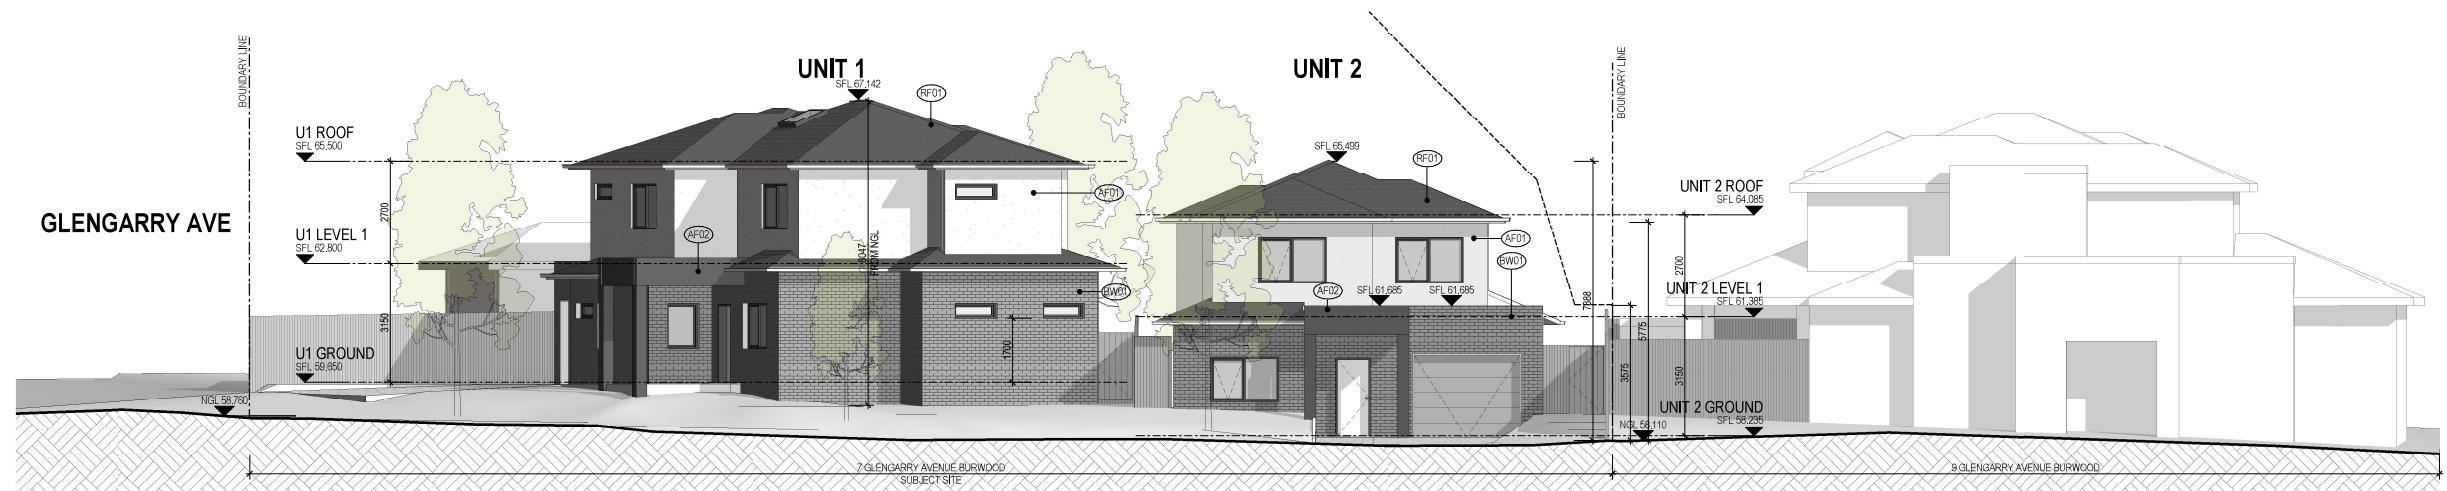 BOUNDARY LINE
UNIT 1
SFL 67.142
RF01
UNIT 2
BOUNDARY LINE
U1 ROOF
SFL 65.500
SFL 65.499
RF01
UNIT 2 ROOF
SFL 64.085
AF01
2700
GLENGARRY AVE
U1 LEVEL 1
SFL 62.800
AF02
8047
FROM NGL
AF01
BW01
2700
UNIT 2 LEVEL 1
SFL 61.385
BW01
AF02
SFL 61.685
SFL 61.685
7888
5775
3150
1700
U1 GROUND
SFL 59.650
3575
3150
NGL 58.760
UNIT 2 GROUND
SFL 58.235
NGL 58.110
7 GLENGARRY AVENUE BURWOOD
SUBJECT SITE
9 GLENGARRY AVENUE BURWOOD